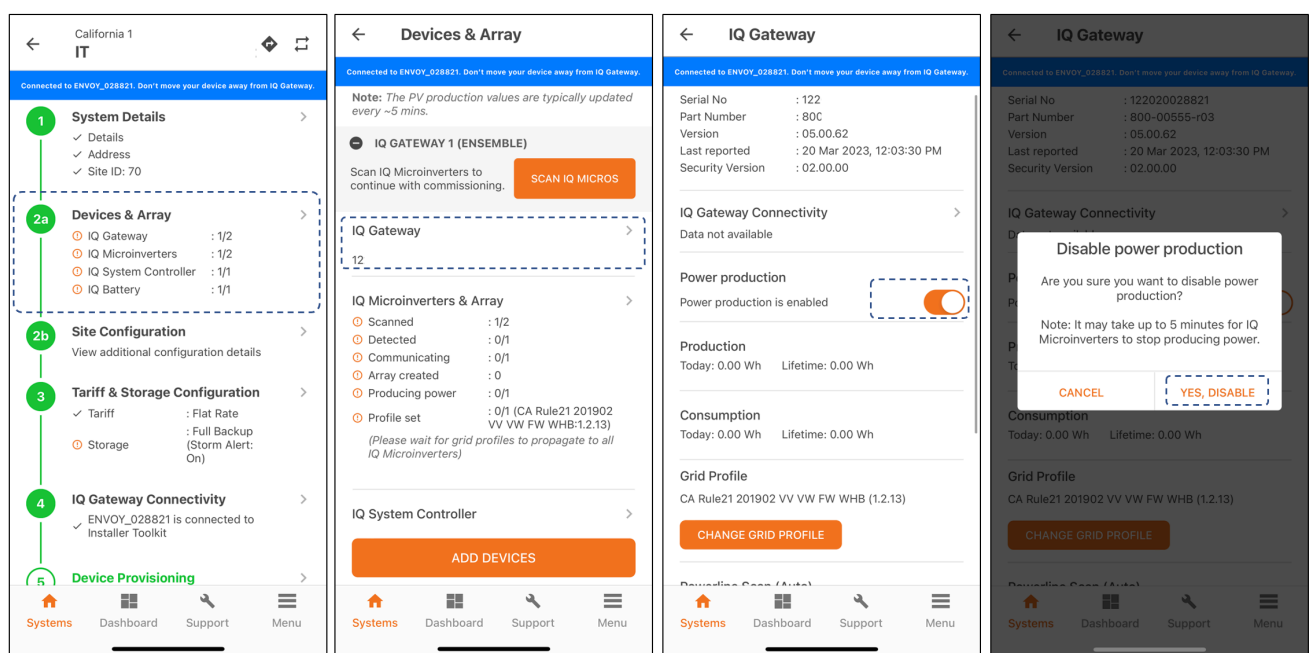 California 1
IT
Connected to ENVOY_028821. Don't move your device away from IQ Gateway.
1
System Details
Details
Address
Site ID: 70
2a
Devices & Array
IQ Gateway : 1/2
IQ Microinverters : 1/2
IQ System Controller : 1/1
IQ Battery : 1/1
2b
Site Configuration
View additional configuration details
3
Tariff & Storage Configuration
Tariff : Flat Rate
Storage : Full Backup
(Storm Alert:
On)
4
IQ Gateway Connectivity
ENVOY_028821 is connected to
Installer Toolkit
5
Device Provisioning
Systems Dashboard Support Menu
Devices & Array
Connected to ENVOY_028821. Don't move your device away from IQ Gateway.
Note: The PV production values are typically updated
every ~5 mins.
IQ GATEWAY 1 (ENSEMBLE)
Scan IQ Microinverters to
continue with commissioning.
SCAN IQ MICROS
IQ Gateway
12
IQ Microinverters & Array
Scanned : 1/2
Detected : 0/1
Communicating : 0/1
Array created : 0
Producing power : 0/1
Profile set : 0/1 (CA Rule21 201902
VV VW FW WHB:1.2.13)
(Please wait for grid profiles to propagate to all
IQ Microinverters)
IQ System Controller
ADD DEVICES
Systems Dashboard Support Menu
IQ Gateway
Connected to ENVOY_028821. Don't move your device away from IQ Gateway.
Serial No : 122
Part Number : 80C
Version : 05.00.62
Last reported : 20 Mar 2023, 12:03:30 PM
Security Version : 02.00.00
IQ Gateway Connectivity
Data not available
Power production
Power production is enabled
Production
Today: 0.00 Wh Lifetime: 0.00 Wh
Consumption
Today: 0.00 Wh Lifetime: 0.00 Wh
Grid Profile
CA Rule21 201902 VV VW FW WHB (1.2.13)
CHANGE GRID PROFILE
Powerline Scan (Auto)
Systems Dashboard Support Menu
IQ Gateway
Connected to ENVOY_028821. Don't move your device away from IQ Gateway.
Serial No : 122020028821
Part Number : 800-00555-r03
Version : 05.00.62
Last reported : 20 Mar 2023, 12:03:30 PM
Security Version : 02.00.00
IQ Gateway Connectivity
Disable power production
Are you sure you want to disable power
production?
Note: It may take up to 5 minutes for IQ
Microinverters to stop producing power.
CANCEL YES, DISABLE
Consumption
Today: 0.00 Wh Lifetime: 0.00 Wh
Grid Profile
CA Rule21 201902 VV VW FW WHB (1.2.13)
CHANGE GRID PROFILE
Powerline Scan (Auto)
Systems Dashboard Support Menu